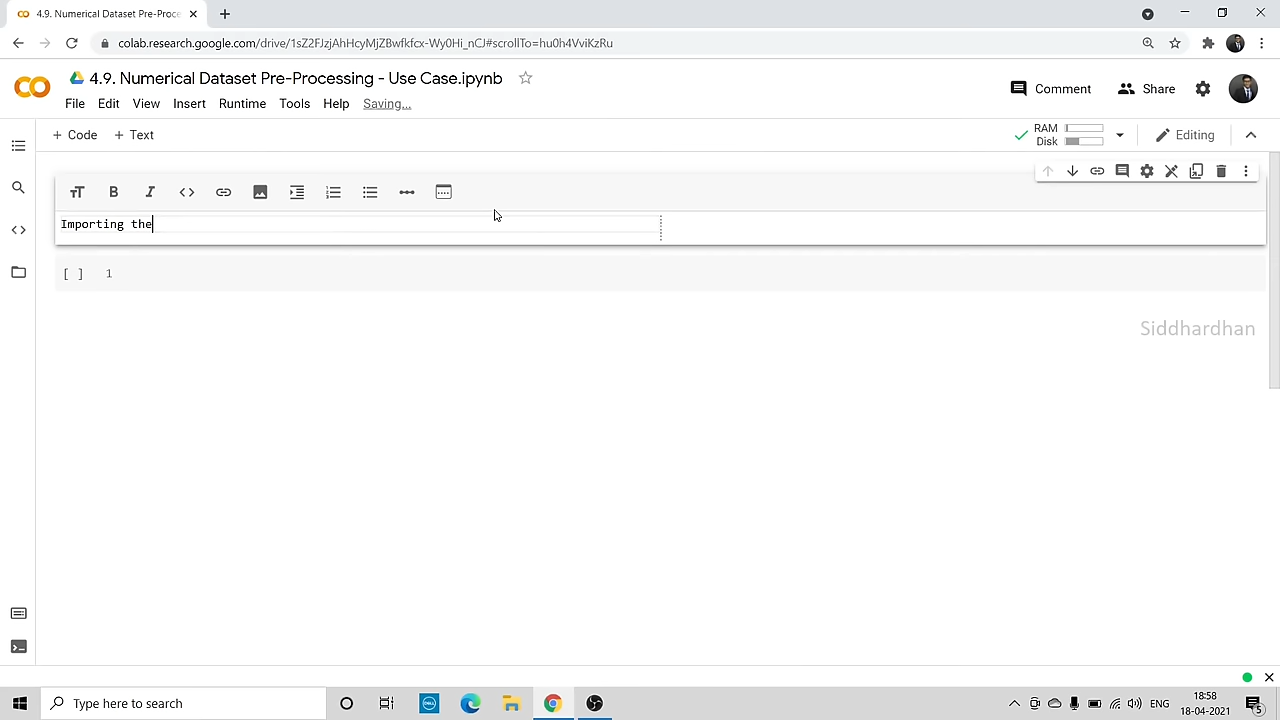 4.9. Numerical Dataset Pre-Proce
colab.research.google.com/drive/1sZ2FJzjAhHcyMjZBwfkfcx-Wy0Hi_nCJ#scrollTo=hu0h4VviKzRu
4.9. Numerical Dataset Pre-Processing - Use Case.ipynb
Comment
Share
File Edit View Insert Runtime Tools Help Saving...
+ Code + Text
RAM
Disk
Editing
Importing the
[ ] 1
Siddhardhan
Type here to search
DELL
ENG
18:58
18-04-2021
5